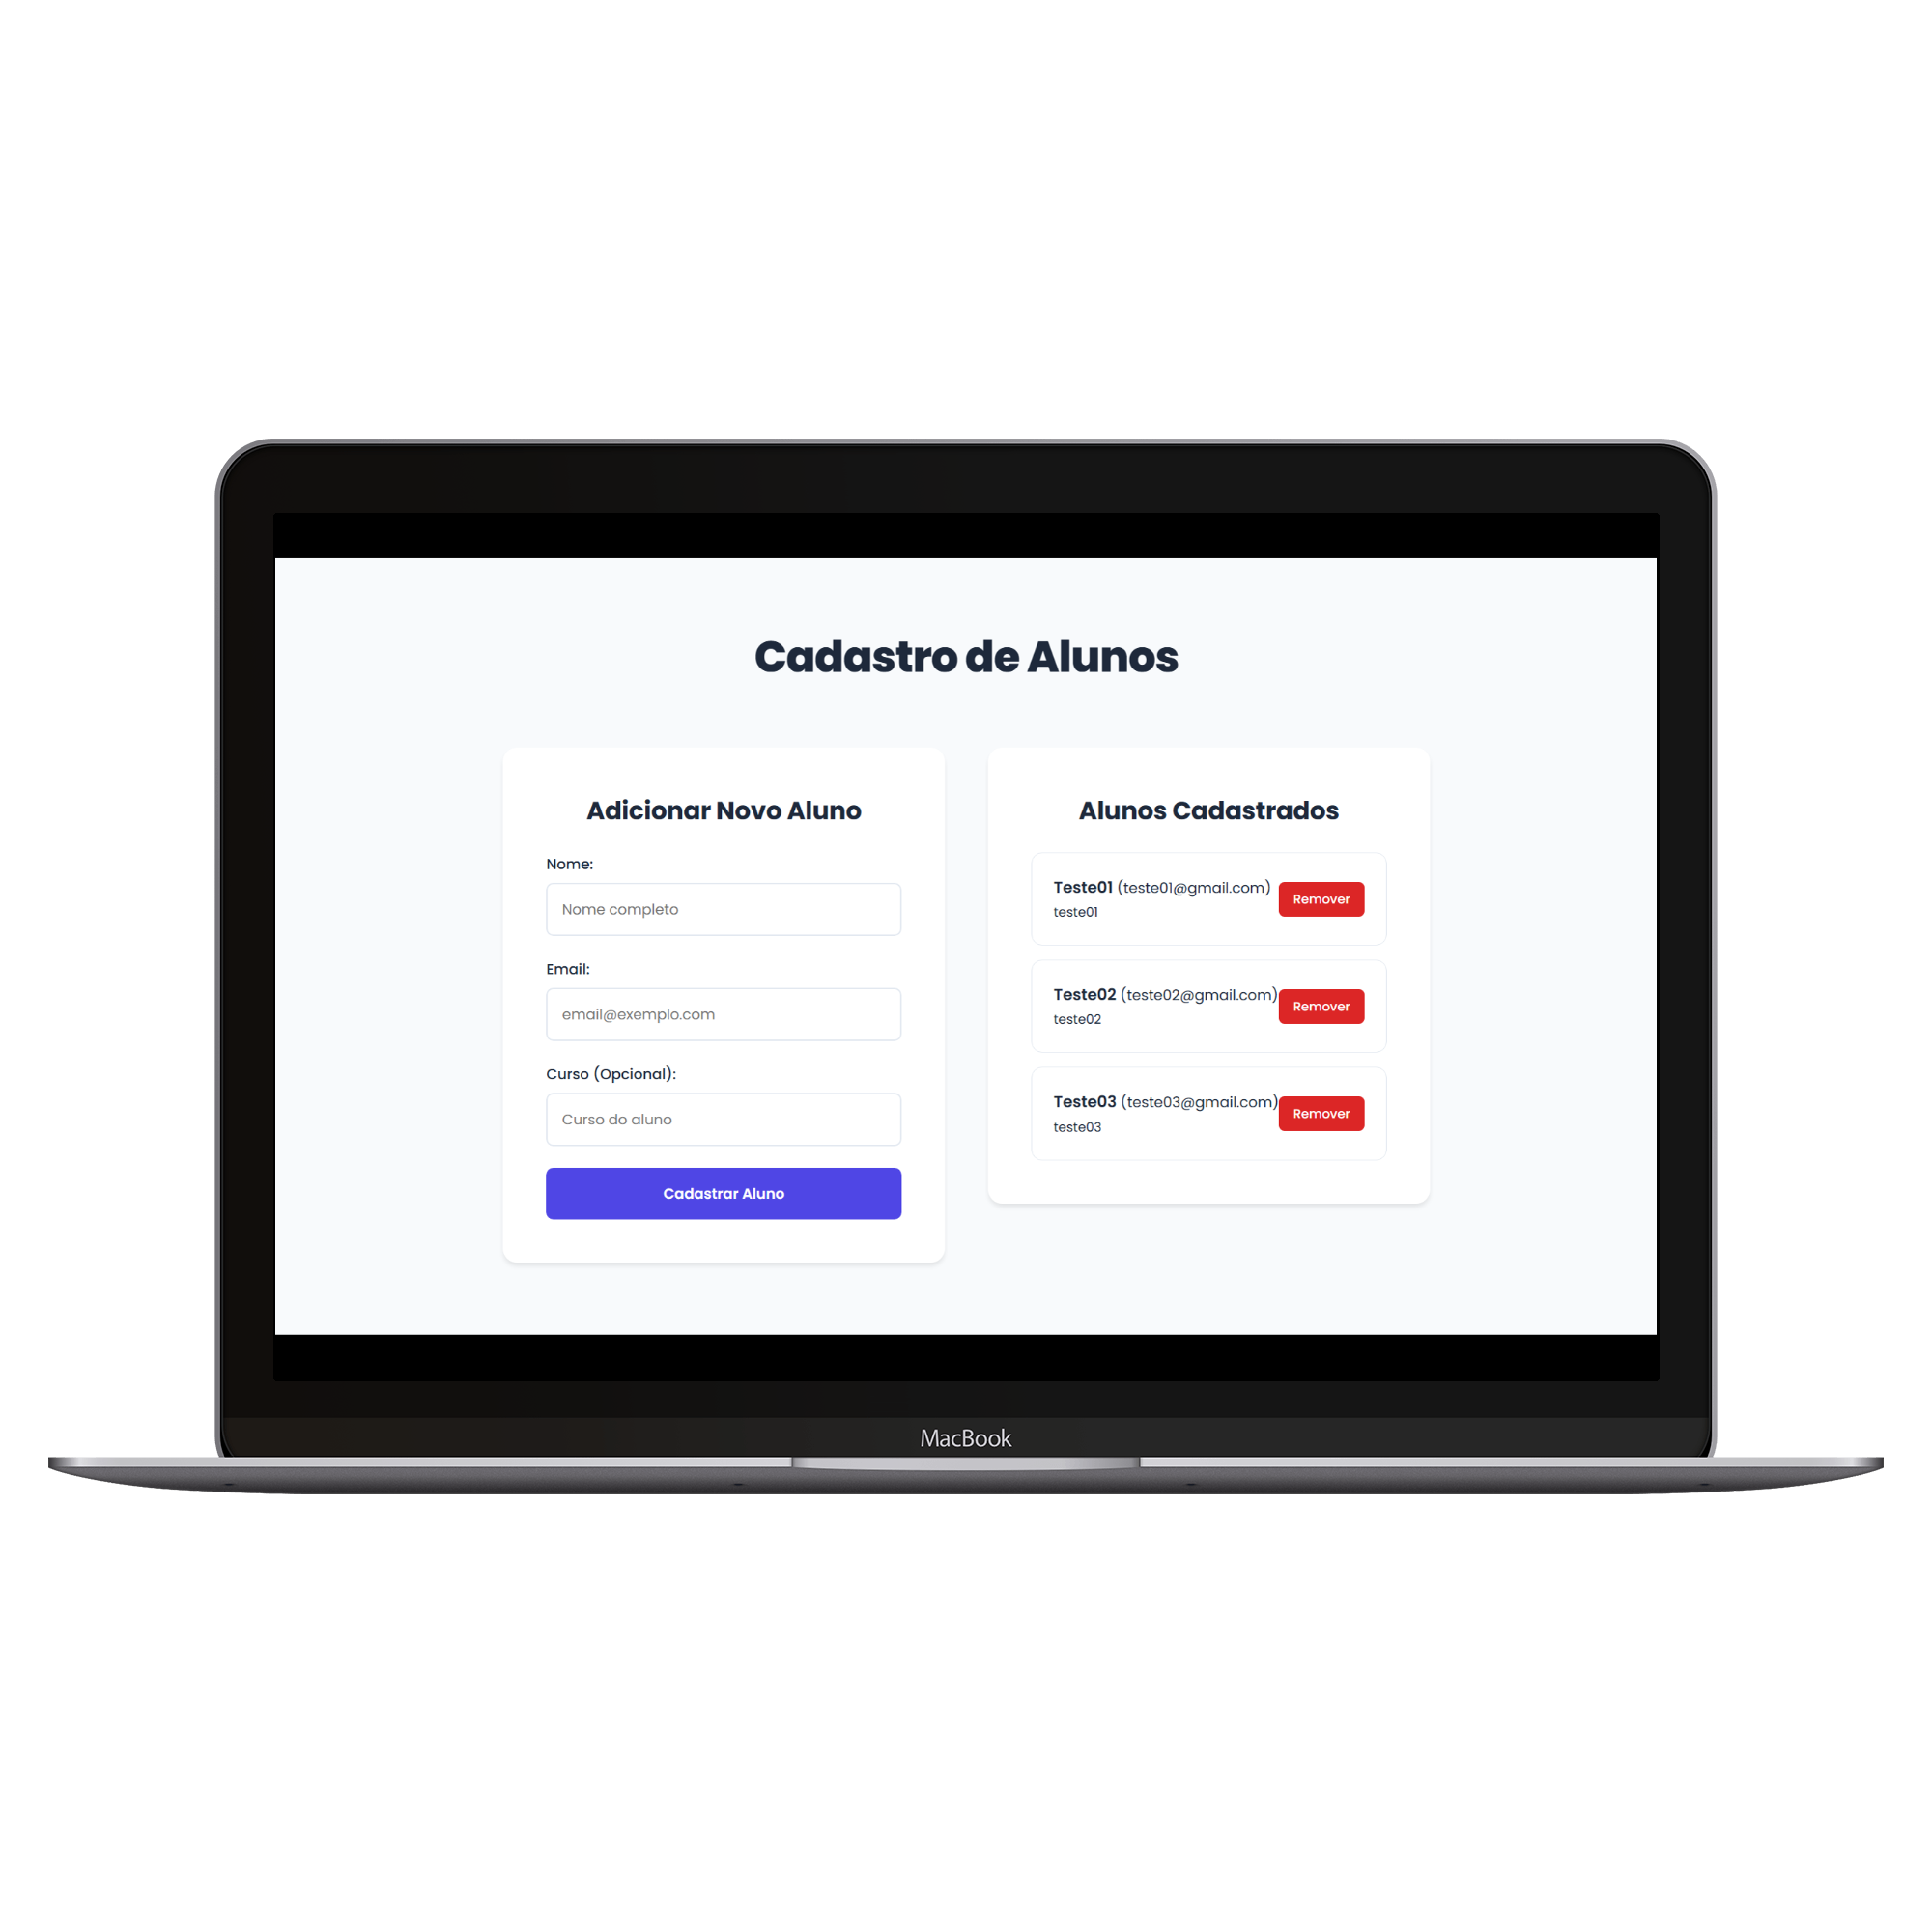 Cadastro de Alunos
Adicionar Novo Aluno
Nome:
Nome completo
Email:
email@exemplo.com
Curso (Opcional):
Curso do aluno
Cadastrar Aluno
Alunos Cadastrados
Teste01 (teste01@gmail.com)
teste01
Remover
Teste02 (teste02@gmail.com)
teste02
Remover
Teste03 (teste03@gmail.com)
teste03
Remover
MacBook